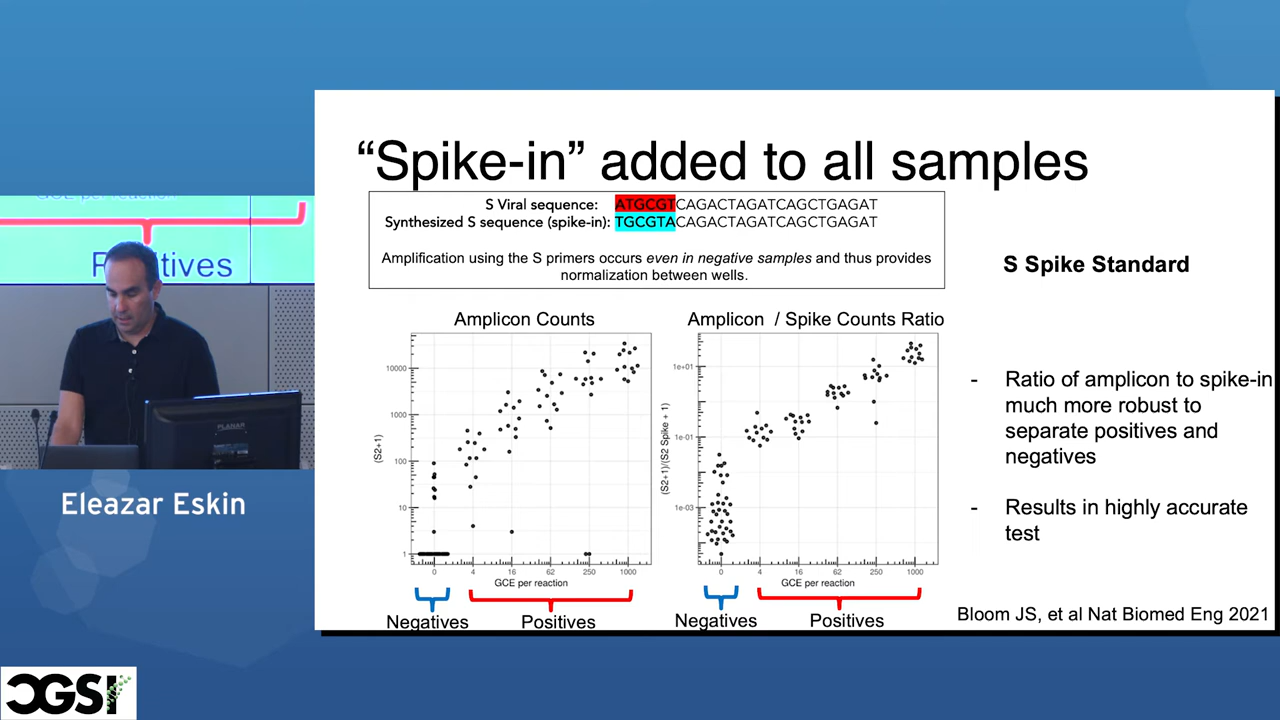 “Spike-in” added to all samples
S Viral sequence: ATGCGTCAGACTAGATCAGCTGAGAT
Synthesized S sequence (spike-in): TGCGTACAGACTAGATCAGCTGAGAT
Amplification using the S primers occurs even in negative samples and thus provides
normalization between wells.
S Spike Standard
Amplicon Counts
Amplicon / Spike Counts Ratio
(S2+1)
10000
1000
100
10
1
0 4 16 62 250 1000
GCE per reaction
Negatives
Positives
(S2+1)/(S2 Spike + 1)
1e+01
1e-01
1e-03
0 4 16 62 250 1000
GCE per reaction
Negatives
Positives
- Ratio of amplicon to spike-in
much more robust to
separate positives and
negatives
- Results in highly accurate
test
Bloom JS, et al Nat Biomed Eng 2021
GCE per reaction
PLANAR
Eleazar Eskin
CGSI